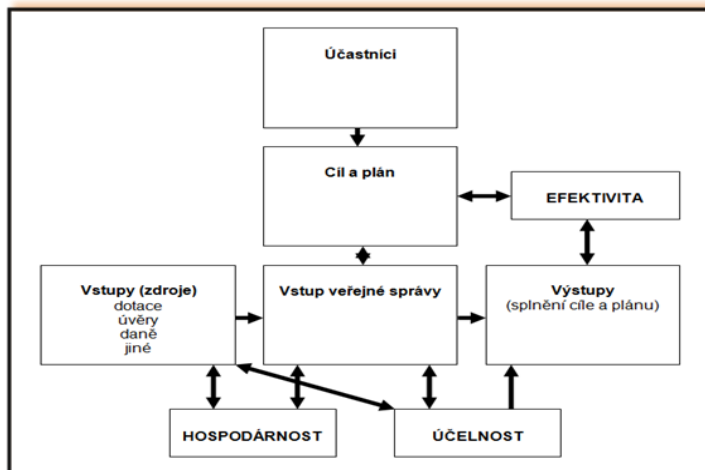 Účastníci
Cíl a plán
EFEKTIVITA
Vstupy (zdroje)
dotace
úvěry
daně
jiné
Vstup veřejné správy
Výstupy
(splnění cíle a plánu)
HOSPODÁRNOST
ÚČELNOST